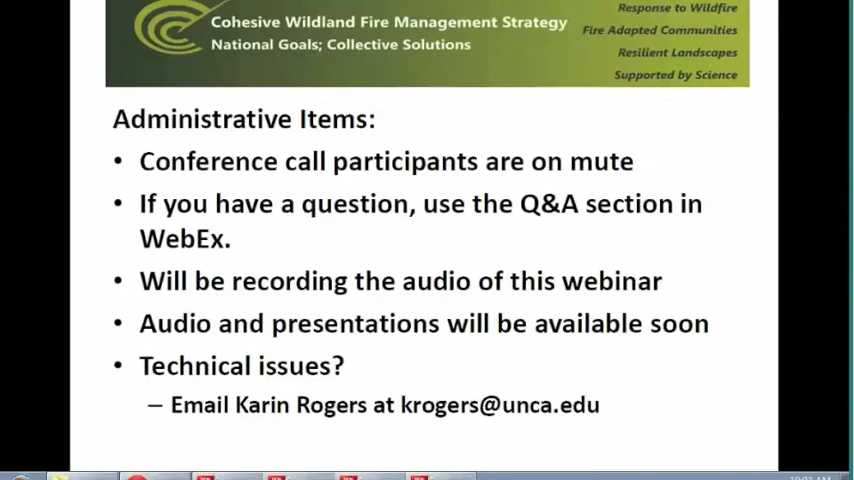 Cohesive Wildland Fire Management Strategy
National Goals; Collective Solutions
Response to Wildfire
Fire Adapted Communities
Resilient Landscapes
Supported by Science
Administrative Items:
• Conference call participants are on mute
• If you have a question, use the Q&A section in
WebEx.
• Will be recording the audio of this webinar
• Audio and presentations will be available soon
• Technical issues?
– Email Karin Rogers at krogers@unca.edu